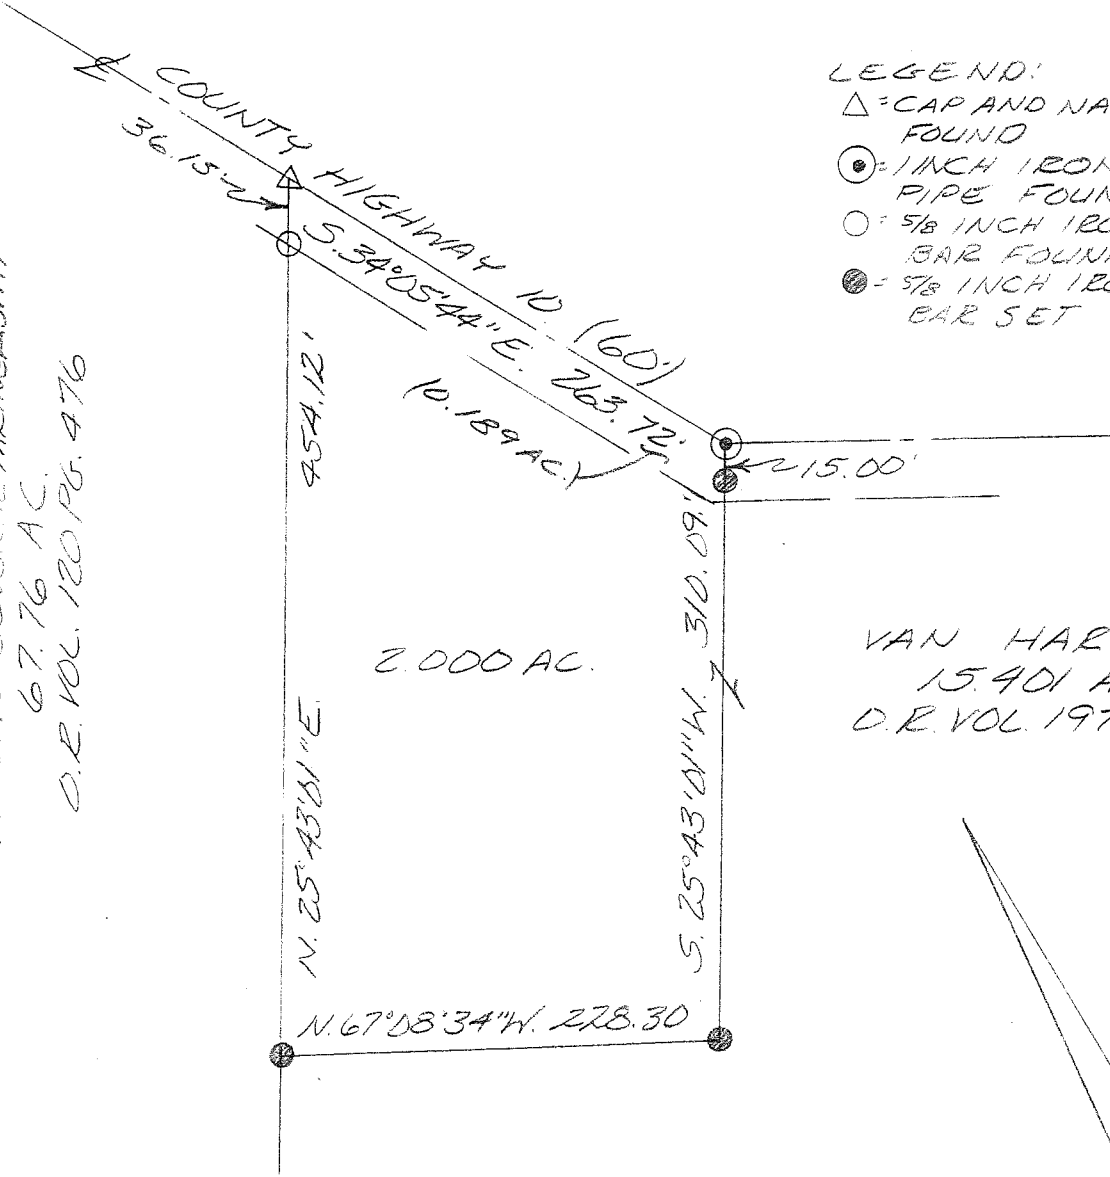 LEGEND:
△ = CAP AND NA
FOUND
= 1 INCH IRON
PIPE FOUN
○ = 5/8 INCH IRO
BAR FOUN
= 5/8 INCH IRO
BAR SET
℄ COUNTY HIGHWAY 10 (60')
36.15'
S. 34°05'44" E. 263.72'
(0.189 AC.)
15.00'
454.12'
N. 25°43'01" E.
2.000 AC.
S. 25°43'01" W. 310.09'
N. 67°08'34" W. 228.30
67.76 AC.
O.R. VOL. 120 PG. 476
VAN HAR
15.401 A
O.R. VOL. 197